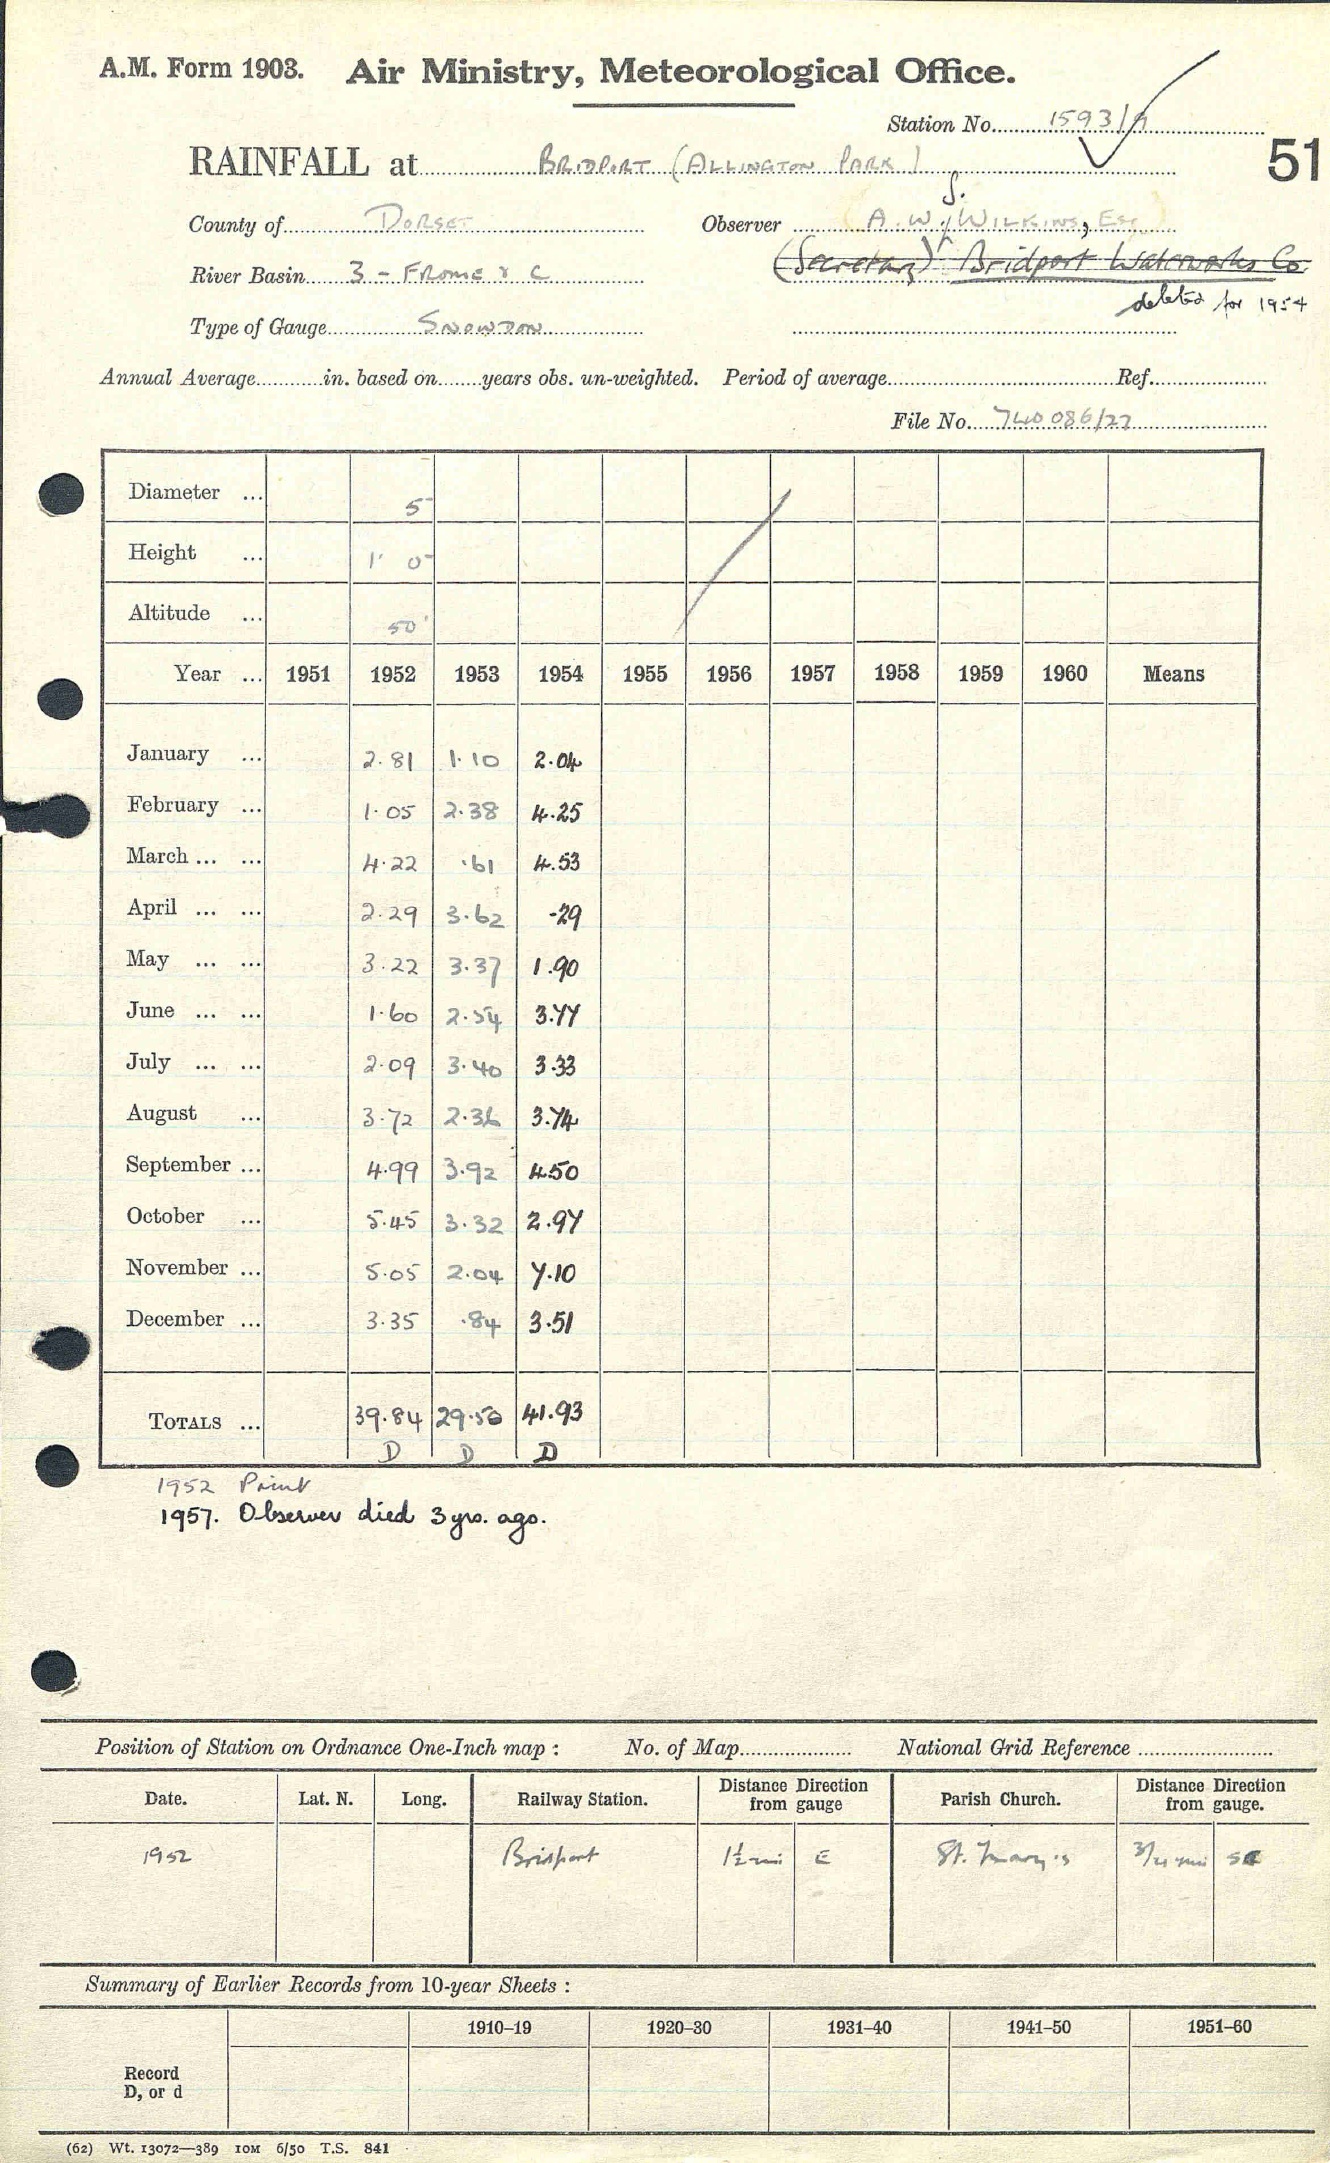 A.M. Form 1903. Air Ministry, Meteorological Office.
Station No. 1593/9
RAINFALL at BRIDPORT (ALLINGTON PARK)
51
County of DORSET Observer A. W. S. WILKINS, ESQ.
River Basin 3 - FROME & C (Secretary) Bridport Waterworks Co
deleted for 1954
Type of Gauge SNOWDON
Annual Average in. based on years obs. un-weighted. Period of average Ref.
File No. 740086/22
Diameter ... 5
Height ... 1' 0
Altitude ... 50'
Year ... 1951 1952 1953 1954 1955 1956 1957 1958 1959 1960 Means
January ... 2.81 1.10 2.04
February ... 1.05 2.38 4.25
March ... ... 4.22 .61 4.53
April ... ... 2.29 3.62 .29
May ... ... 3.22 3.37 1.90
June ... ... 1.60 2.54 3.77
July ... ... 2.09 3.40 3.33
August ... 3.72 2.36 3.74
September ... 4.99 3.92 4.50
October ... 5.45 3.32 2.97
November ... 5.05 2.04 7.10
December ... 3.35 .84 3.51
TOTALS ... 39.84 29.50 41.93
D D D
1952 Print
1957. Observer died 3 yrs. ago.
Position of Station on Ordnance One-Inch map : No. of Map National Grid Reference
Date. Lat. N. Long. Railway Station. Distance Direction from gauge Parish Church. Distance Direction from gauge.
1952 Bridport 1½ mi E St. Mary's 3/4 mi SE
Summary of Earlier Records from 10-year Sheets :
1910–19 1920–30 1931–40 1941–50 1951–60
Record
D, or d
(62) Wt. 13072—389 10M 6/50 T.S. 841